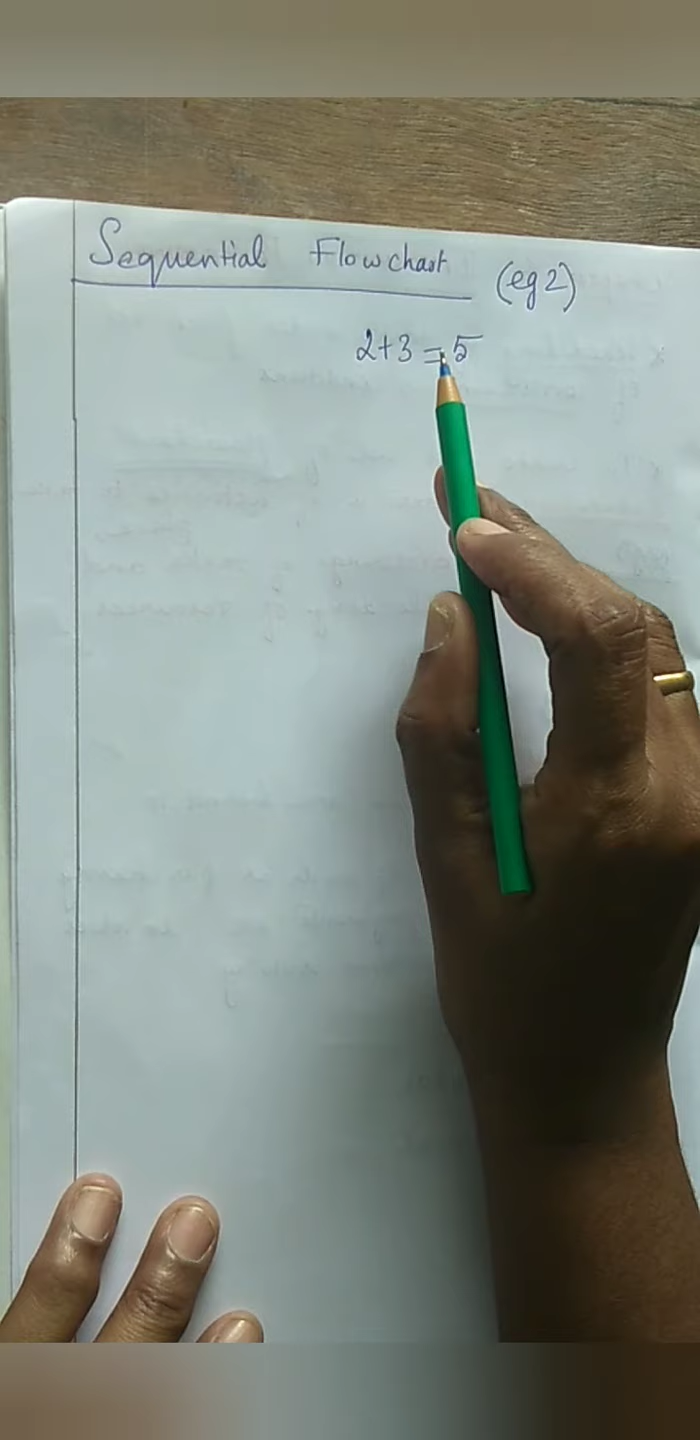 Sequential Flowchart (eg 2)
2+3 = 5